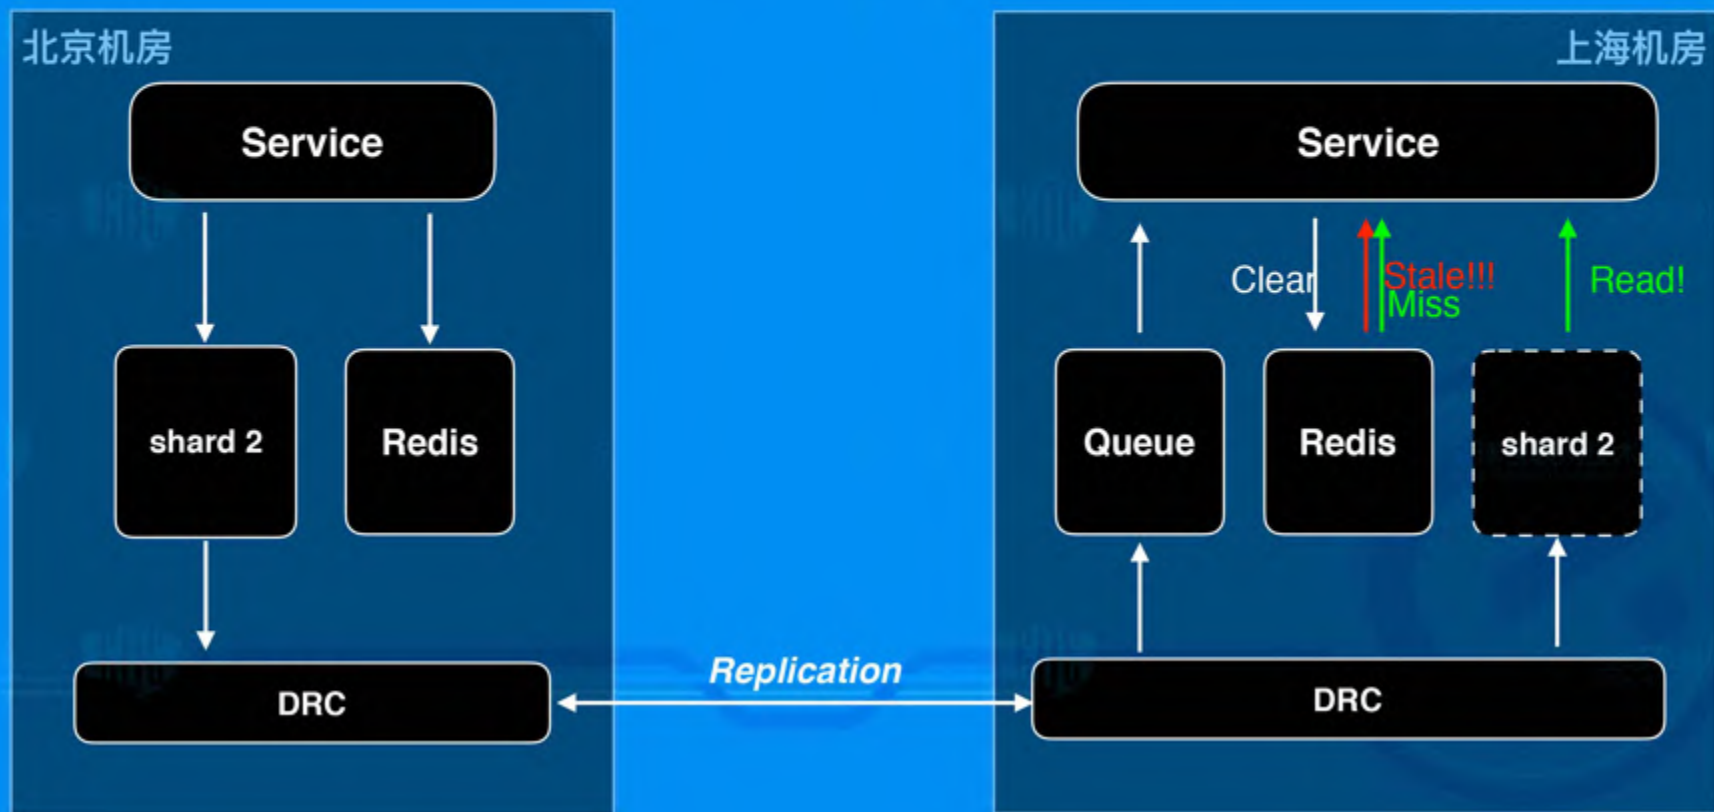 北京机房
上海机房
Service
Service
Clear
Stale!!!
Miss
Read!
shard 2
Redis
Queue
Redis
shard 2
Replication
DRC
DRC